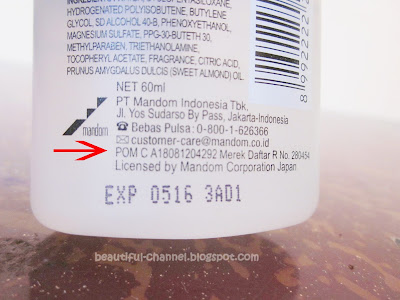 HYDROGENATED POLYISOBUTENE, BUTYLENE
GLYCOL, SD ALCOHOL 40-B, PHENOXYETHANOL,
MAGNESIUM SULFATE, PPG-30-BUTETH 30,
METHYLPARABEN, TRIETHANOLAMINE,
TOCOPHERYL ACETATE, FRAGRANCE, CITRIC ACID,
PRUNUS AMYGDALUS DULCIS (SWEET ALMOND) OIL.
NET 60ml
PT Mandom Indonesia Tbk,
Jl. Yos Sudarso By Pass, Jakarta-Indonesia
Bebas Pulsa: 0-800-1-626366
customer-care@mandom.co.id
POM C A18081204292 Merek Daftar R No. 280454
Licensed by Mandom Corporation Japan
mandom
EXP 0516 3AD1
beautiful-channel.blogspot.com